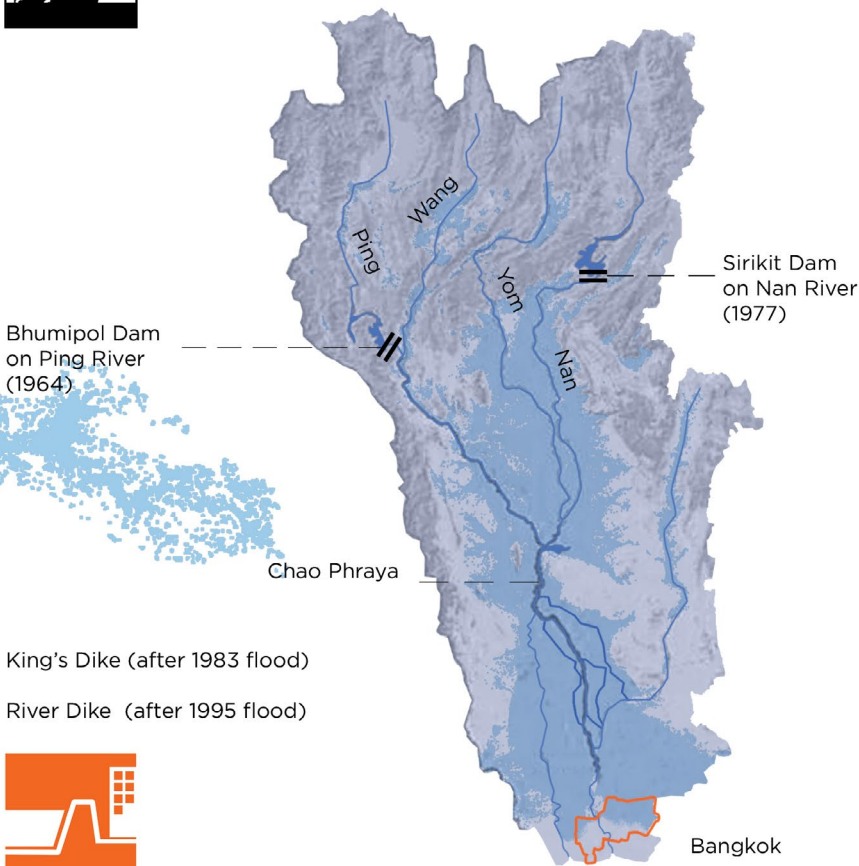 Wang
Ping
Yom
Sirikit Dam
on Nan River
(1977)
Bhumipol Dam
on Ping River
(1964)
Nan
Chao Phraya
King's Dike (after 1983 flood)
River Dike (after 1995 flood)
Bangkok